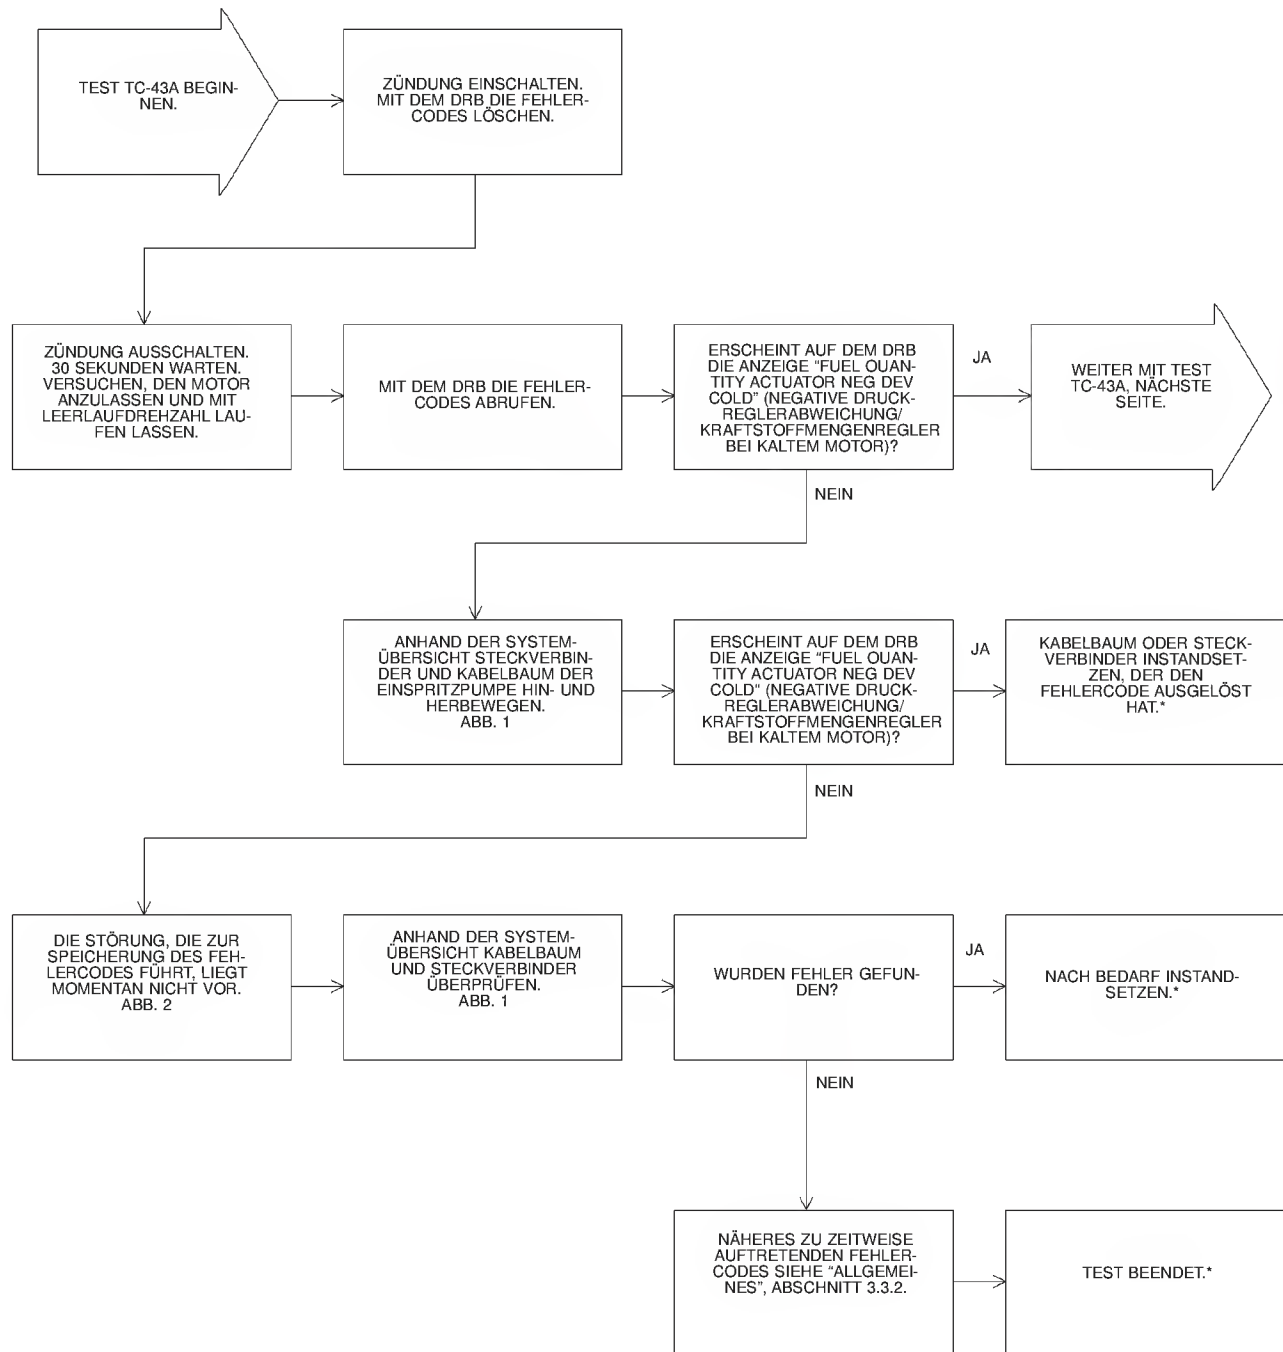 TEST TC-43A BEGIN-
NEN.
ZÜNDUNG EINSCHALTEN.
MIT DEM DRB DIE FEHLER-
CODES LÖSCHEN.
ZÜNDUNG AUSSCHALTEN.
30 SEKUNDEN WARTEN.
VERSUCHEN, DEN MOTOR
ANZULASSEN UND MIT
LEERLAUFDREHZAHL LAU-
FEN LASSEN.
MIT DEM DRB DIE FEHLER-
CODES ABRUFEN.
ERSCHEINT AUF DEM DRB
DIE ANZEIGE “FUEL QUAN-
TITY ACTUATOR NEG DEV
COLD” (NEGATIVE DRUCK-
REGLERABWEICHUNG/
KRAFTSTOFFMENGENREGLER
BEI KALTEM MOTOR)?
JA
WEITER MIT TEST
TC-43A, NÄCHSTE
SEITE.
NEIN
ANHAND DER SYSTEM-
ÜBERSICHT STECKVERBIN-
DER UND KABELBAUM DER
EINSPRITZPUMPE HIN- UND
HERBEWEGEN.
ABB. 1
ERSCHEINT AUF DEM DRB
DIE ANZEIGE “FUEL QUAN-
TITY ACTUATOR NEG DEV
COLD” (NEGATIVE DRUCK-
REGLERABWEICHUNG/
KRAFTSTOFFMENGENREGLER
BEI KALTEM MOTOR)?
JA
KABELBAUM ODER STECK-
VERBINDER INSTANDSET-
ZEN, DER DEN
FEHLERCODE AUSGELÖST
HAT.*
NEIN
DIE STÖRUNG, DIE ZUR
SPEICHERUNG DES FEH-
LERCODES FÜHRT, LIEGT
MOMENTAN NICHT VOR.
ABB. 2
ANHAND DER SYSTEM-
ÜBERSICHT KABELBAUM
UND STECKVERBINDER
ÜBERPRÜFEN.
ABB. 1
WURDEN FEHLER GEFUN-
DEN?
JA
NACH BEDARF INSTAND-
SETZEN.*
NEIN
NÄHERES ZU ZEITWEISE
AUFTRETENDEN FEHLER-
CODES SIEHE “ALLGEMEI-
NES”, ABSCHNITT 3.3.2.
TEST BEENDET.*